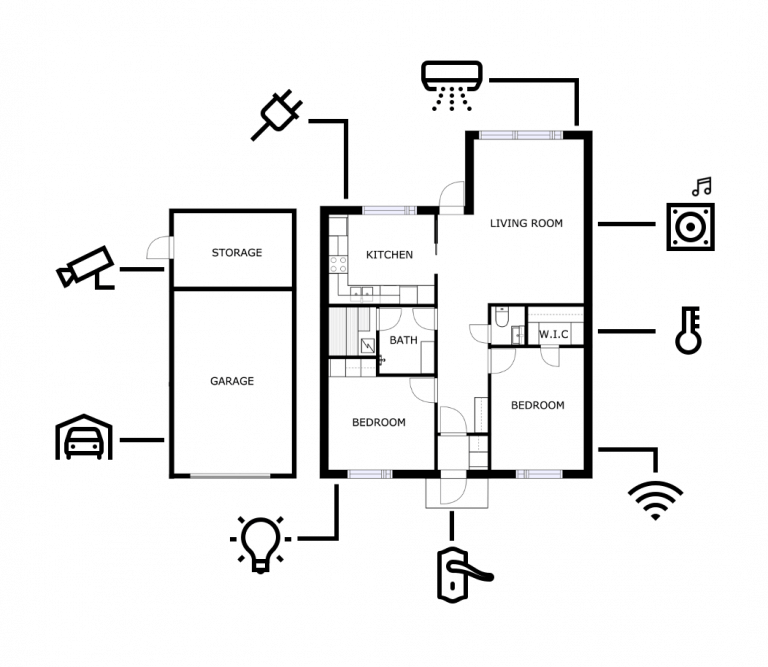 LIVING ROOM
STORAGE
KITCHEN
W.I.C
BATH
GARAGE
BEDROOM
BEDROOM